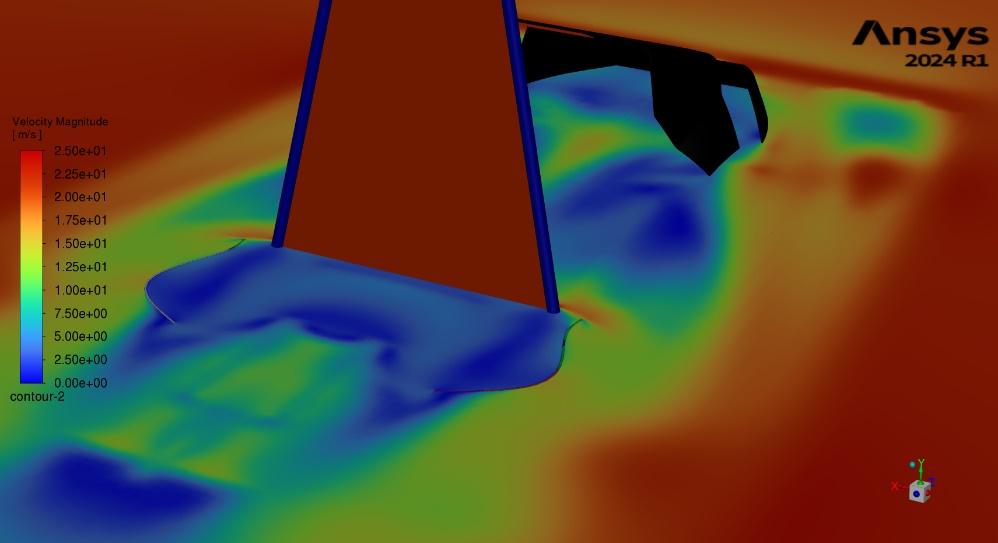 Ansys
2024 R1
Velocity Magnitude
[ m/s ]
2.50e+01
2.25e+01
2.00e+01
1.75e+01
1.50e+01
1.25e+01
1.00e+01
7.50e+00
5.00e+00
2.50e+00
0.00e+00
contour-2
Y
X